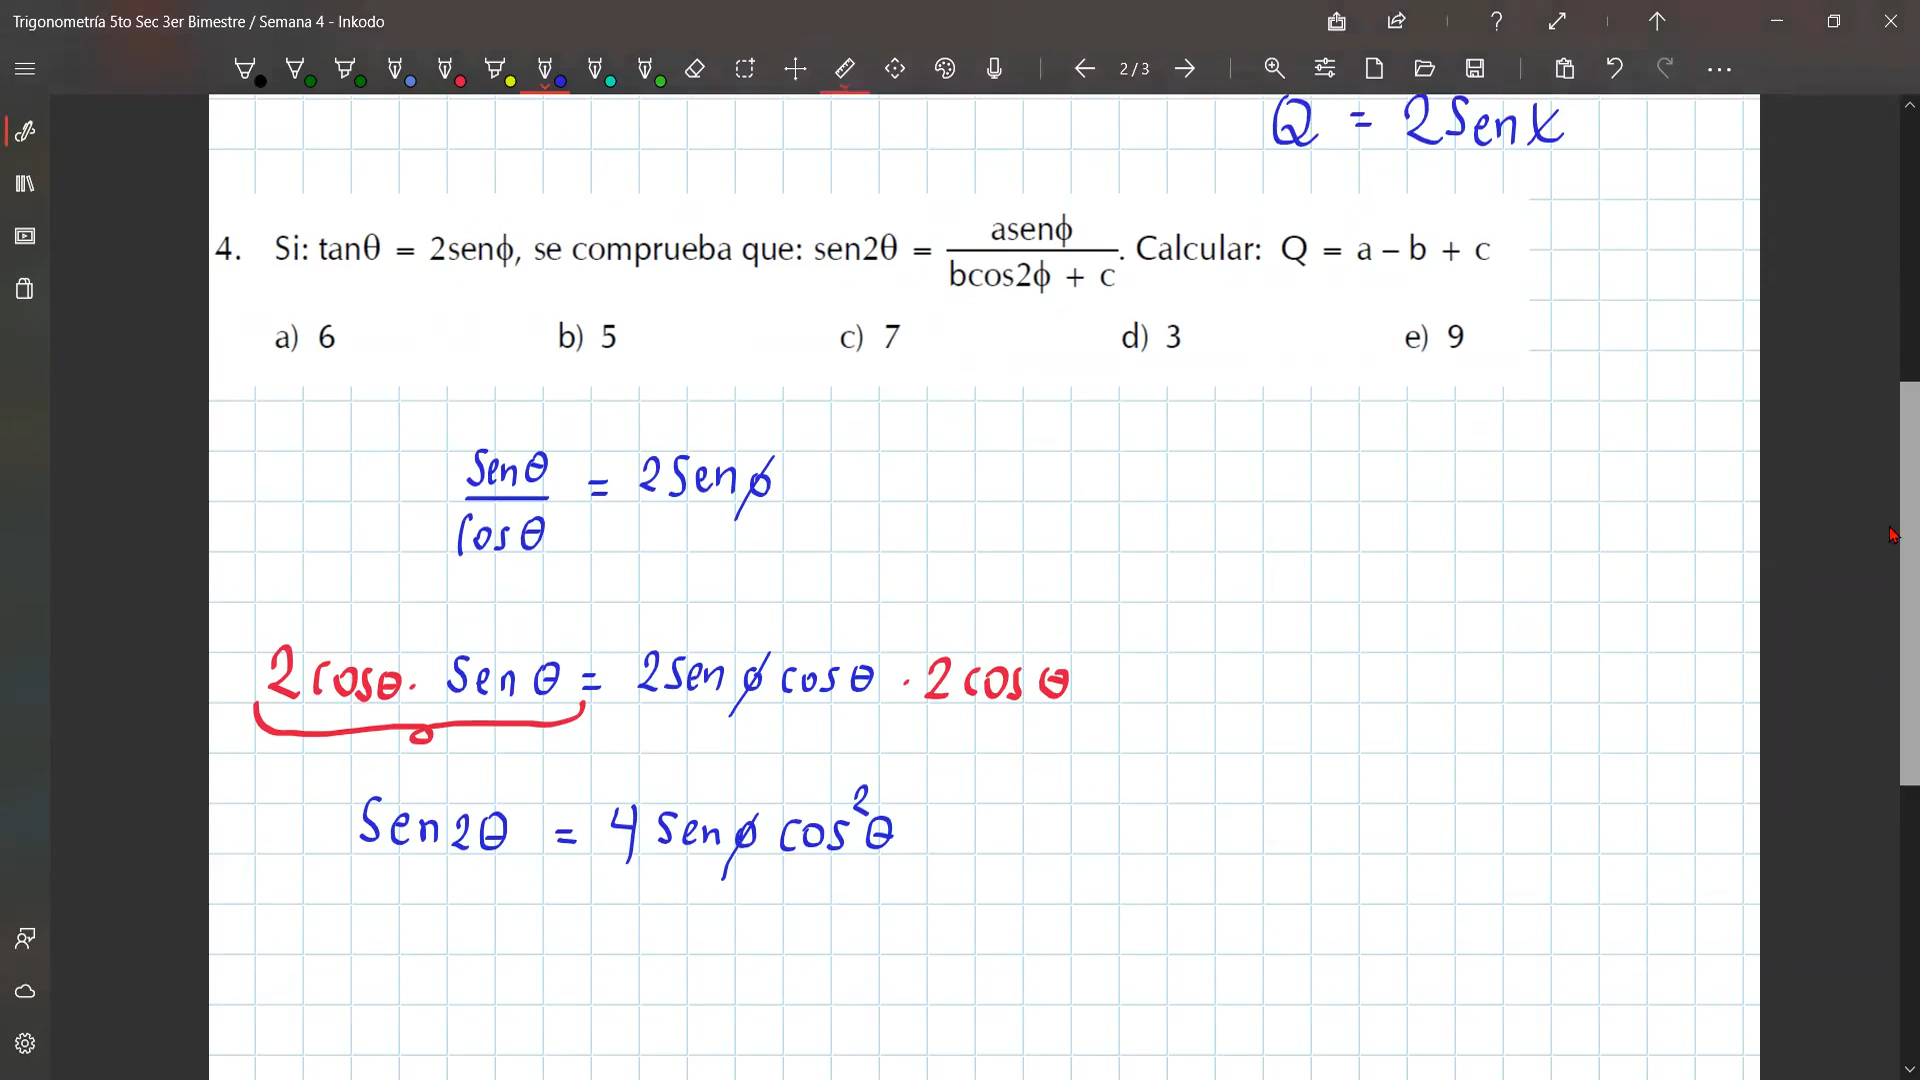 Trigonometría 5to Sec 3er Bimestre / Semana 4 - Inkodo
2 / 3
Q = 2Senx
4. Si: tanθ = 2senϕ, se comprueba que: sen2θ = asenϕ / bcos2ϕ + c . Calcular: Q = a – b + c
a) 6 b) 5 c) 7 d) 3 e) 9
Senθ / Cosθ = 2Senϕ
2cosθ · Senθ = 2Senϕ cosθ · 2cosθ
Sen2θ = 4 Senϕ cos²θ